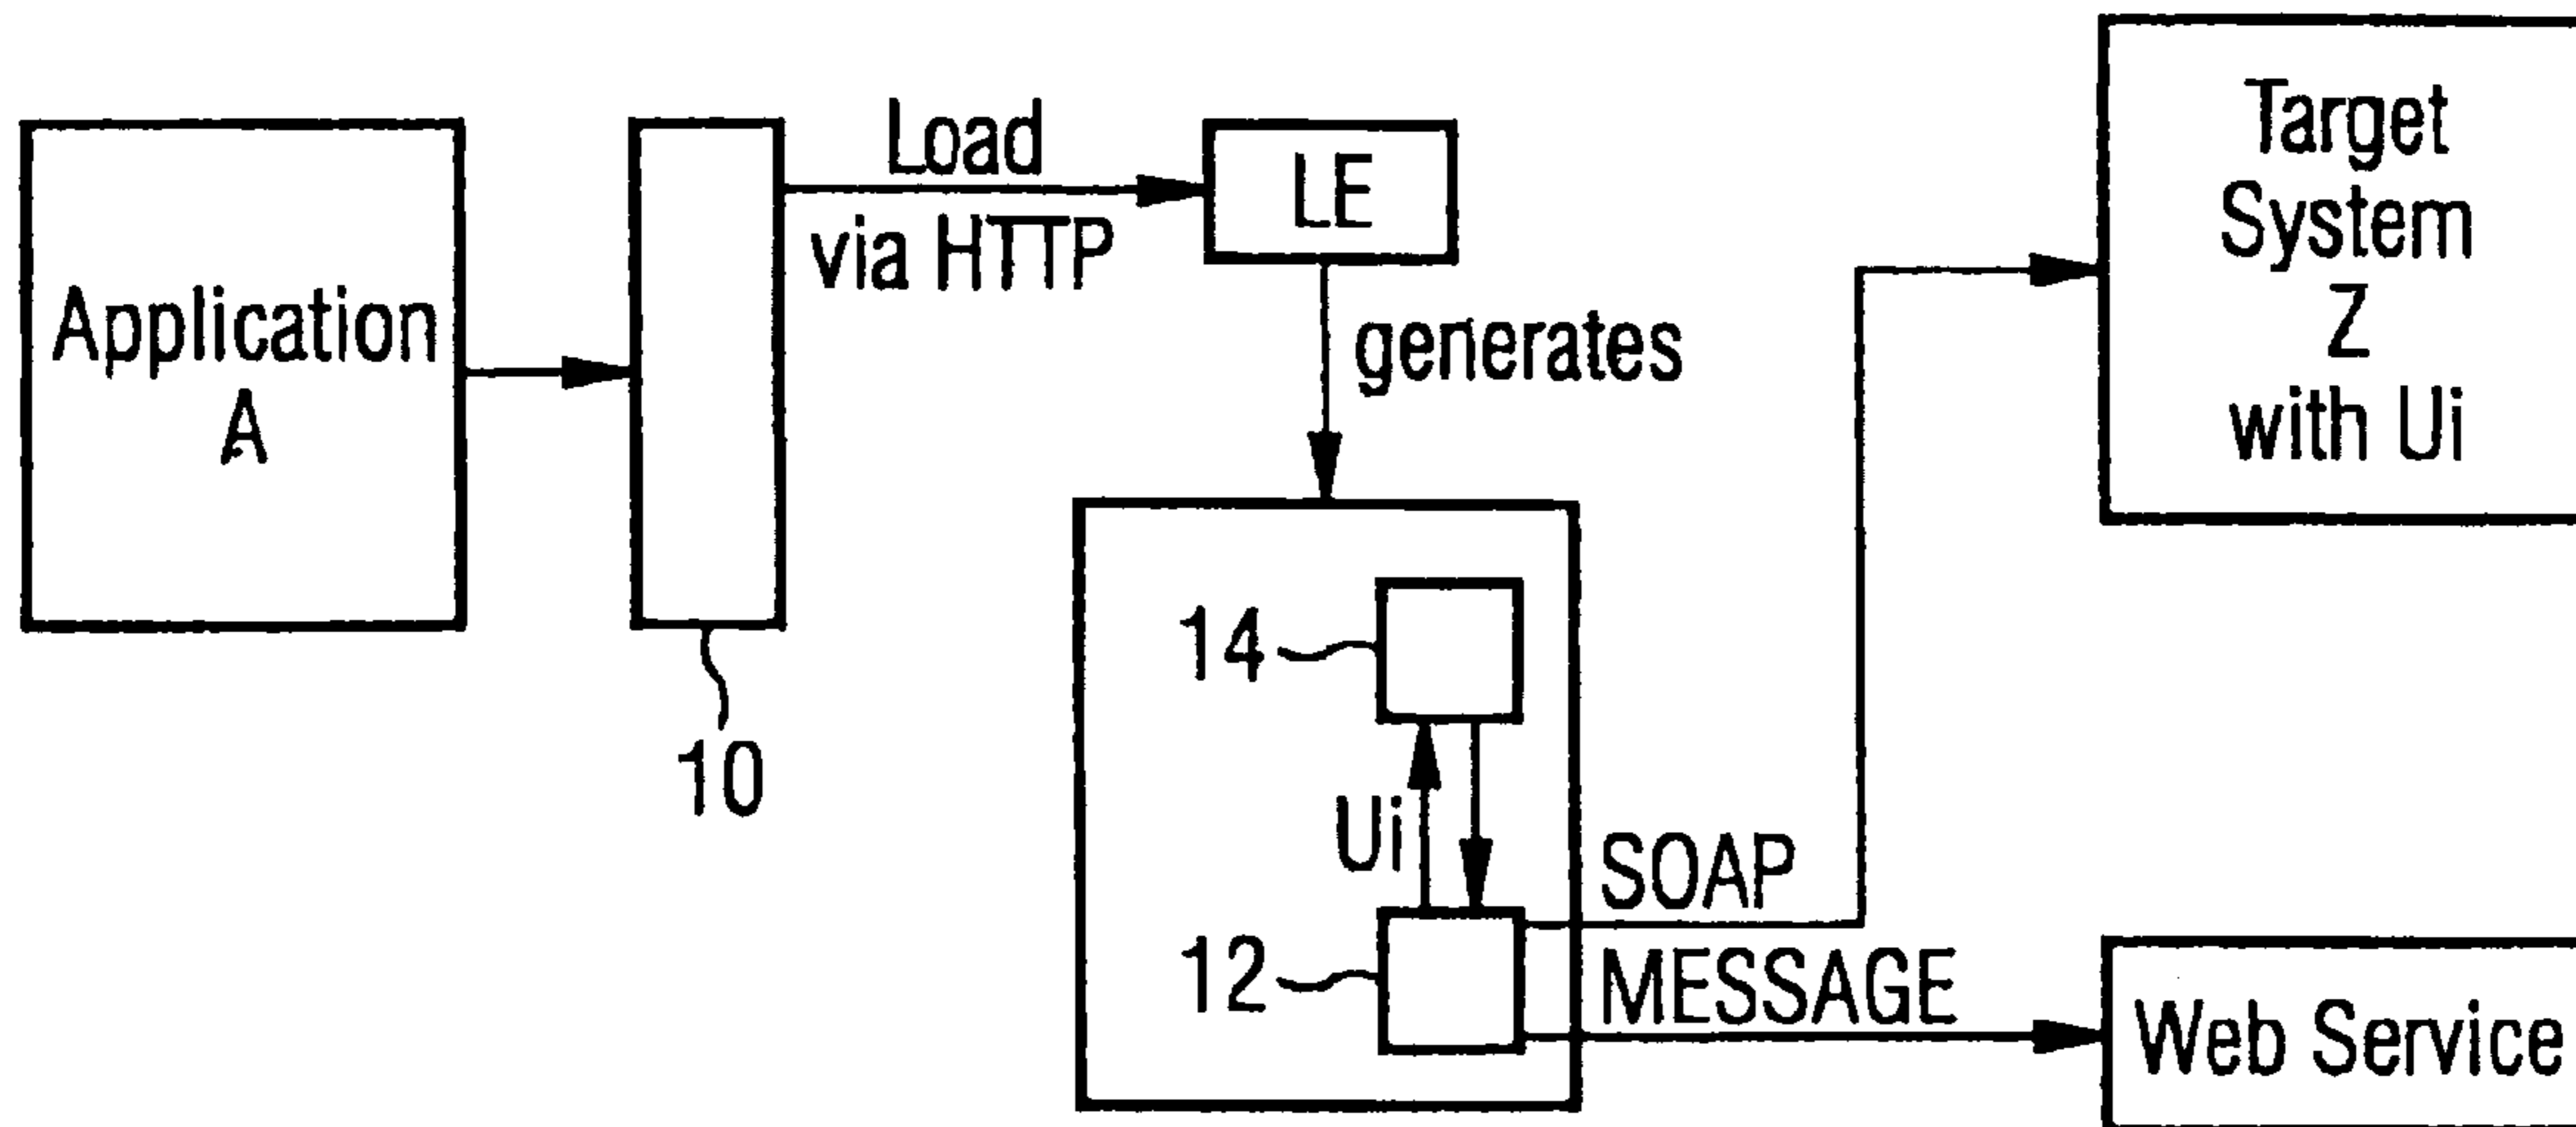 Application
A
10
Load
via HTTP
LE
generates
14
Ui
12
SOAP
MESSAGE
Target
System
Z
with Ui
Web Service